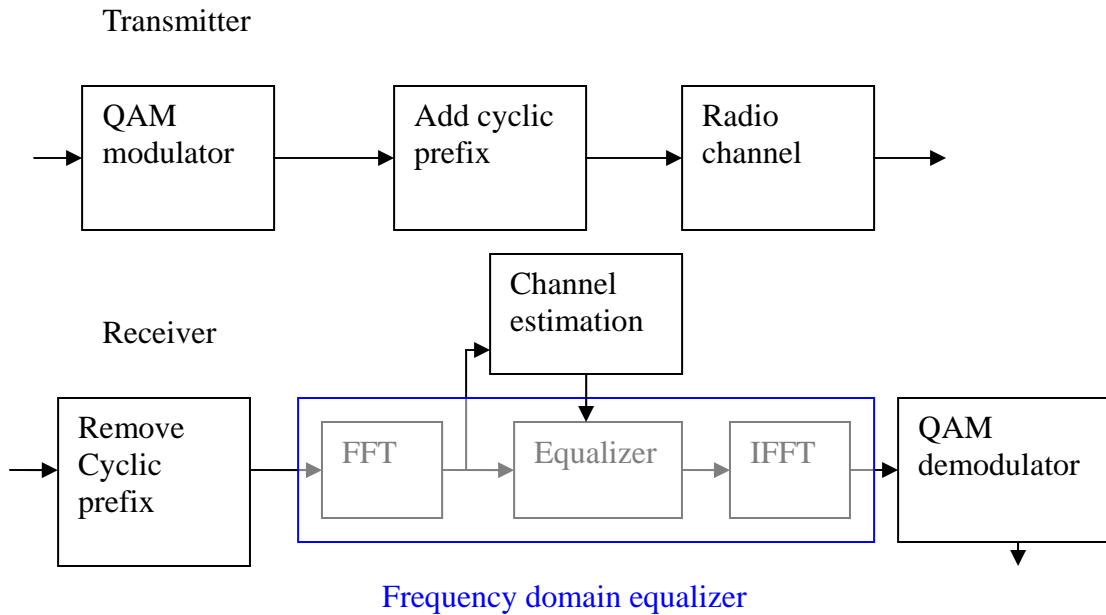 Transmitter
QAM
modulator
Add cyclic
prefix
Radio
channel
Channel
estimation
Receiver
Remove
Cyclic
prefix
FFT
Equalizer
IFFT
QAM
demodulator
Frequency domain equalizer